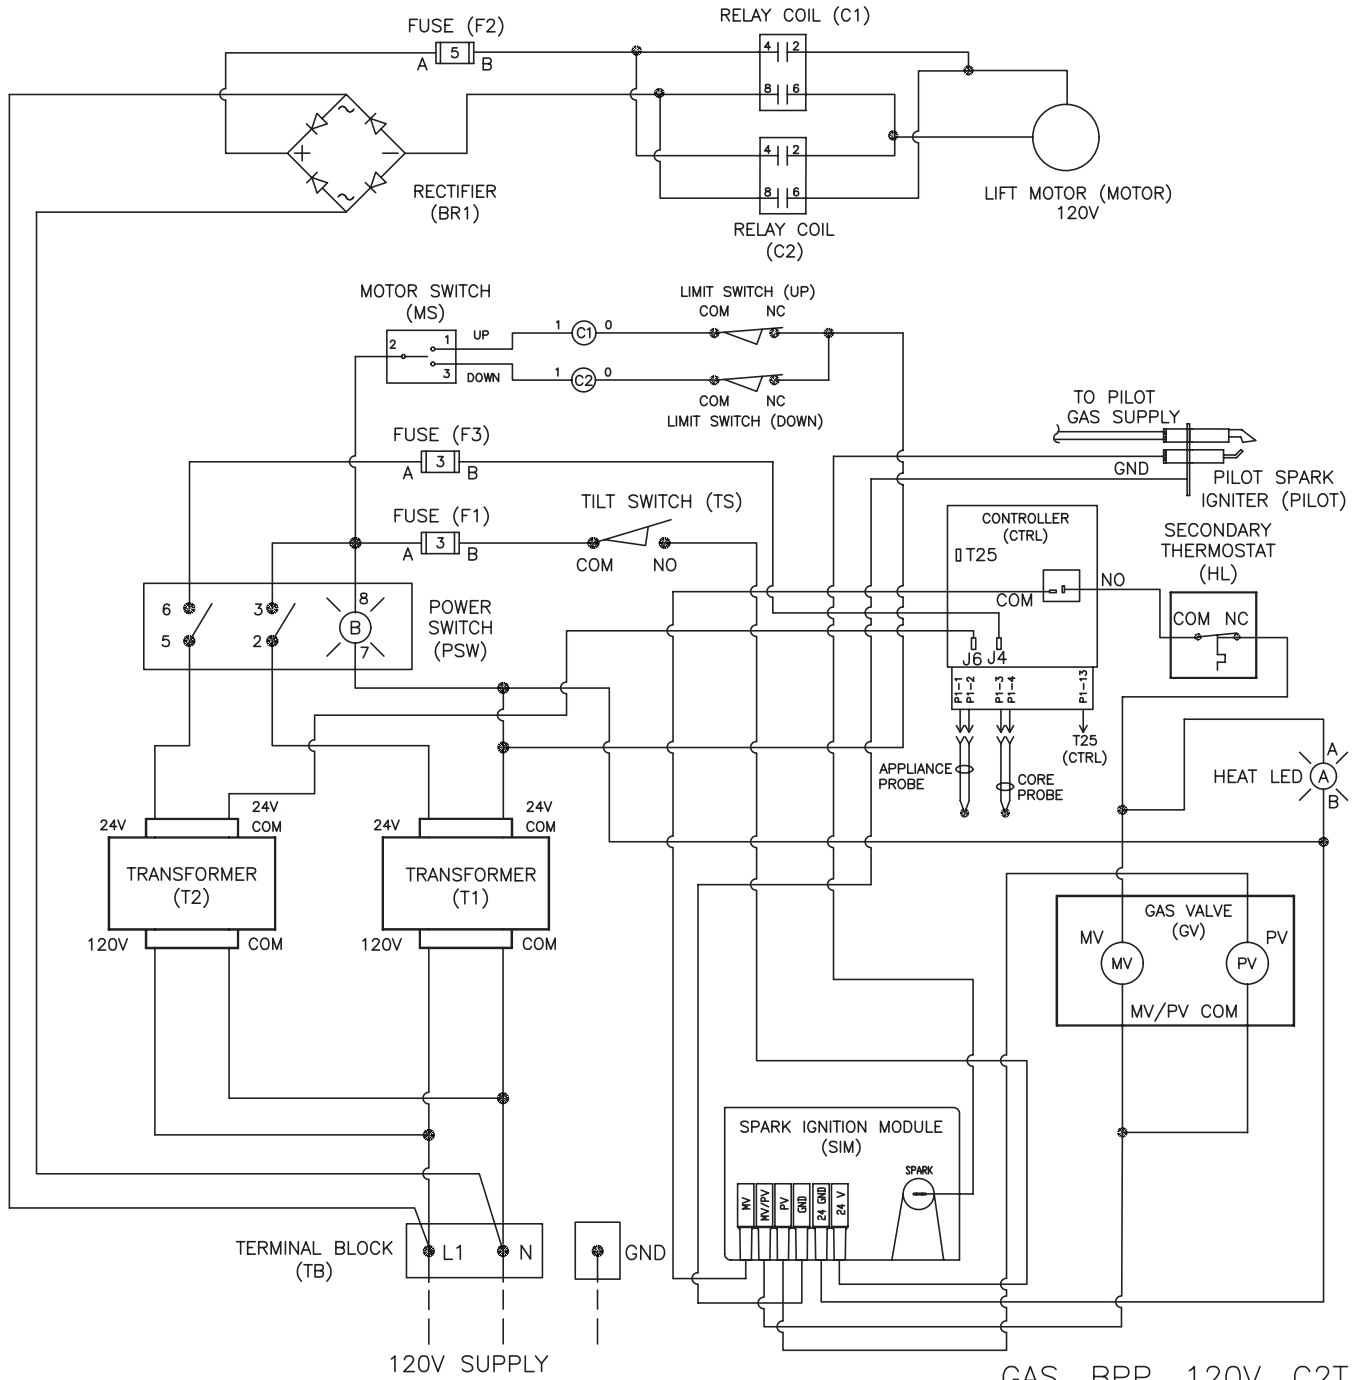 RELAY COIL (C1)
FUSE (F2)
A 5 B
4 2
8 6
4 2
8 6
~
+ −
~
RECTIFIER
(BR1)
LIFT MOTOR (MOTOR)
120V
RELAY COIL
(C2)
MOTOR SWITCH
(MS)
2 1 UP
3 DOWN
1 C1 0
1 C2 0
LIMIT SWITCH (UP)
COM NC
COM NC
LIMIT SWITCH (DOWN)
TO PILOT
GAS SUPPLY
GND
PILOT SPARK
IGNITER (PILOT)
FUSE (F3)
A 3 B
FUSE (F1)
A 3 B
TILT SWITCH (TS)
COM NO
CONTROLLER
(CTRL)
T25
COM
NO
J6 J4
P1-1
P1-2
P1-3
P1-4
P1-13
T25
(CTRL)
APPLIANCE
PROBE
CORE
PROBE
SECONDARY
THERMOSTAT
(HL)
COM NC
6 3 8
B
5 2 7
POWER
SWITCH
(PSW)
HEAT LED
A
A
B
24V
24V
COM
TRANSFORMER
(T2)
120V COM
24V
24V
COM
TRANSFORMER
(T1)
120V COM
GAS VALVE
(GV)
MV PV
MV PV
MV/PV COM
SPARK IGNITION MODULE
(SIM)
SPARK
MV
MV/PV
PV
GND
24 GND
24 V
TERMINAL BLOCK
(TB)
L1 N
GND
120V SUPPLY
GAS BPP 120V C2T